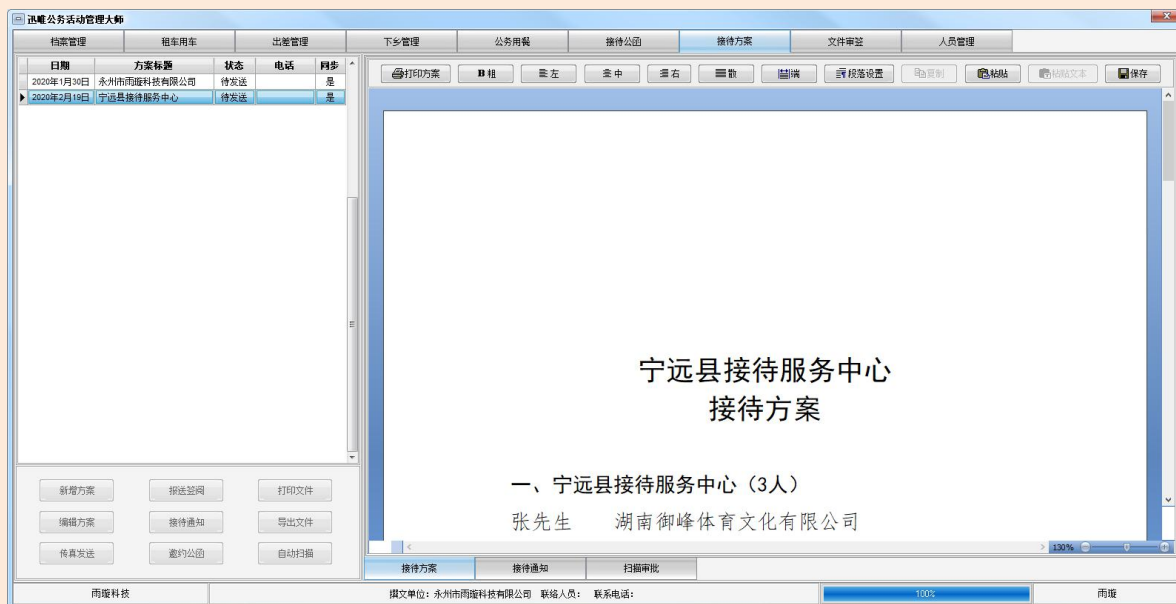 迅唯公务活动管理大师
档案管理 租车用车 出差管理 下乡管理 公务用餐 接待公函 接待方案 文件审签 人员管理
日期 方案标题 状态 电话 同步
2020年1月30日 永州市雨璇科技有限公司 待发送 是
2020年2月19日 宁远县接待服务中心 待发送 是
打印方案 B 粗 左 中 右 散 端 段落设置 复制 粘贴 粘贴文本 保存
宁远县接待服务中心
接待方案
一、宁远县接待服务中心（3人）
张先生 湖南御峰体育文化有限公司
新增方案 报送签阅 打印文件
编辑方案 接待通知 导出文件
传真发送 邀约公函 自动扫描
130%
接待方案 接待通知 扫描审批
雨璇科技 撰文单位：永州市雨璇科技有限公司 联络人员： 联系电话： 100% 雨璇